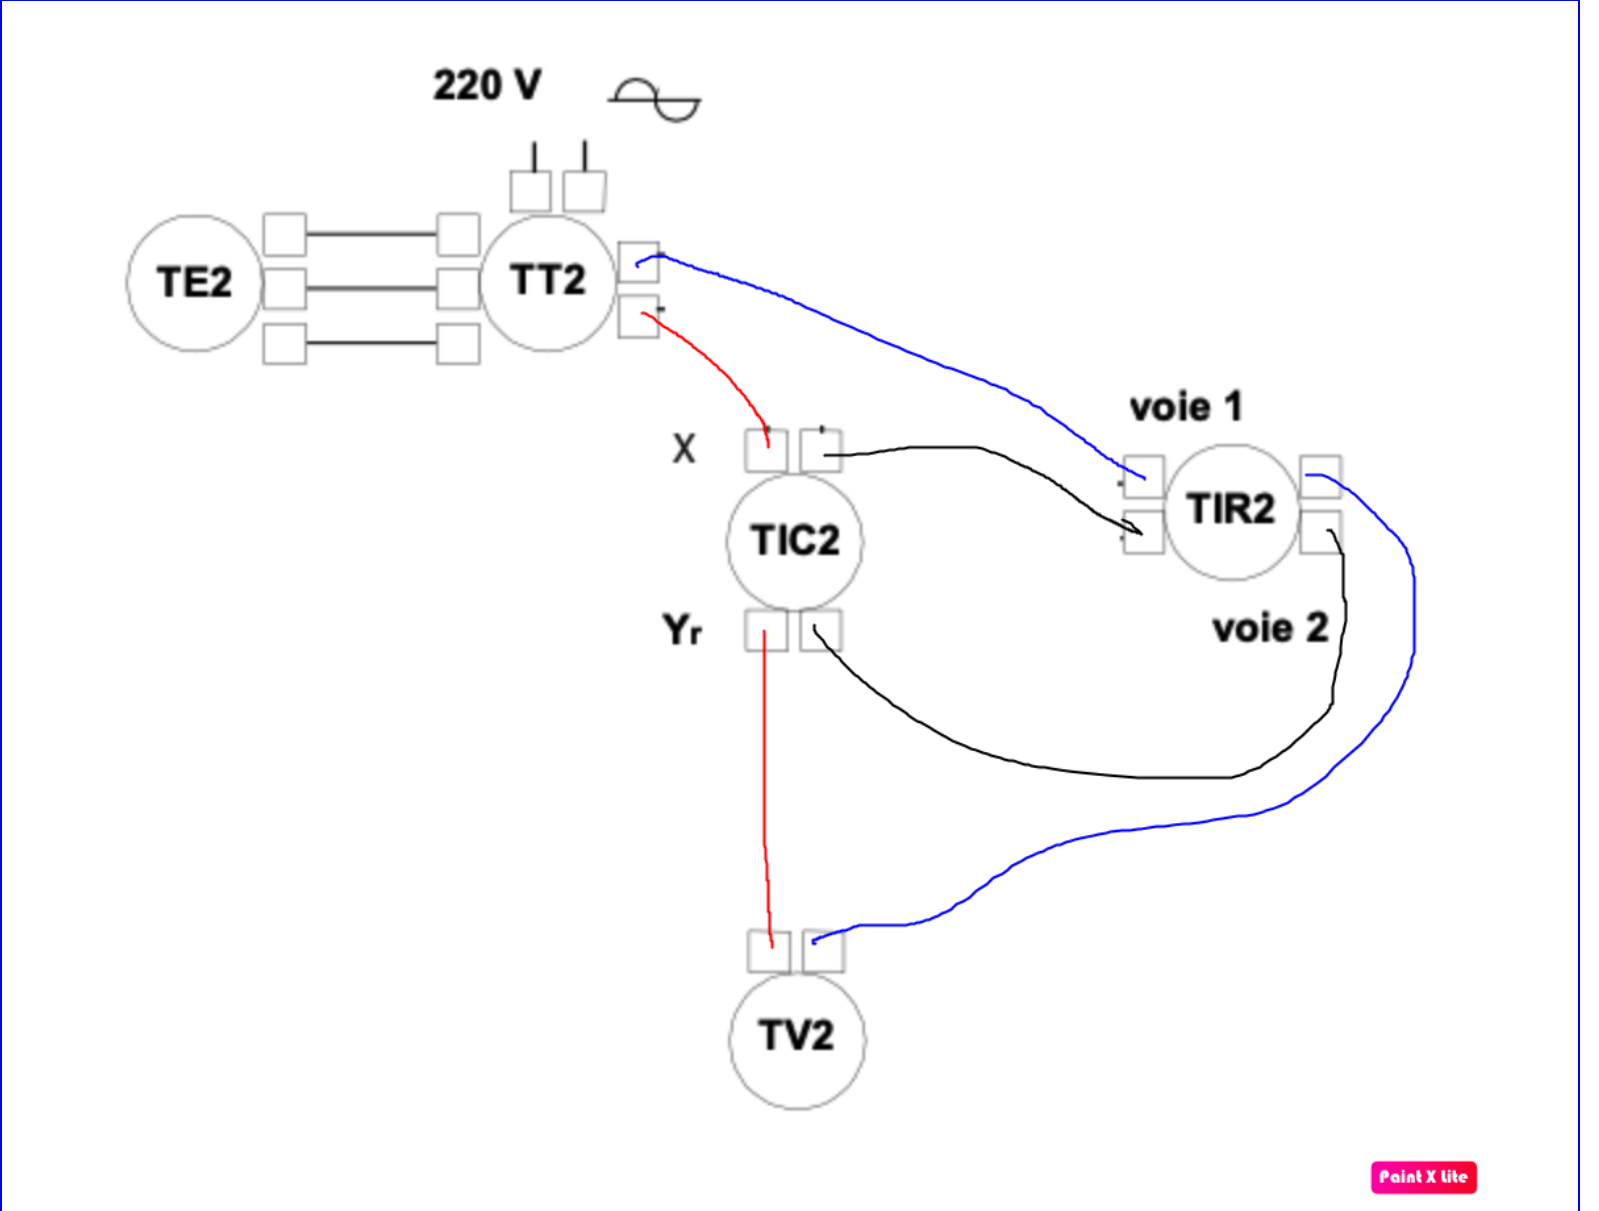 220 V
TE2
TT2
voie 1
X
TIR2
TIC2
Yr
voie 2
TV2
Paint X Lite